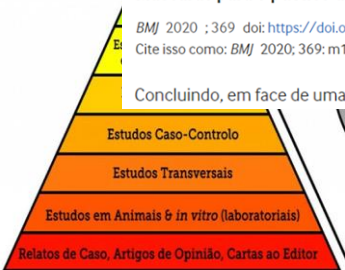 BMJ 2020 ; 369 doi: https://doi.o
Cite isso como: BMJ 2020; 369: m1
Concluindo, em face de uma
Es
Estudos Caso-Controlo
Estudos Transversais
Estudos em Animais & in vitro (laboratoriais)
Relatos de Caso, Artigos de Opinião, Cartas ao Editor